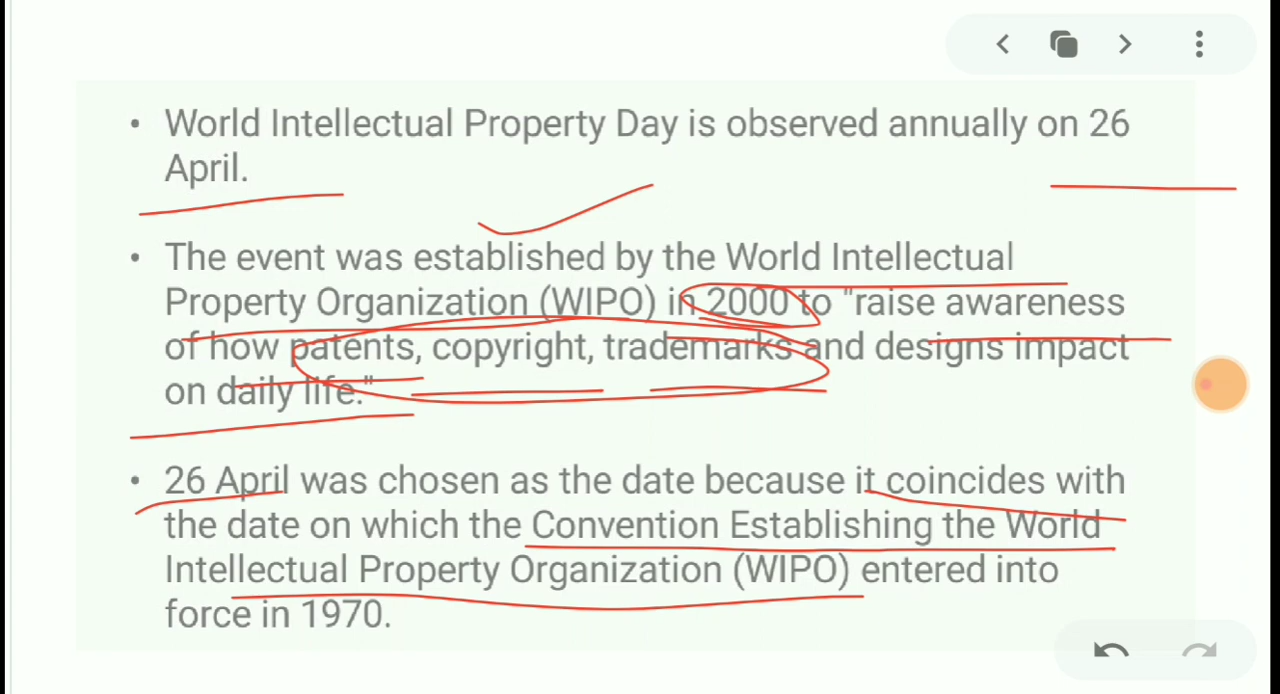 • World Intellectual Property Day is observed annually on 26
April.
• The event was established by the World Intellectual
Property Organization (WIPO) in 2000 to "raise awareness
of how patents, copyright, trademarks and designs impact
on daily life."
• 26 April was chosen as the date because it coincides with
the date on which the Convention Establishing the World
Intellectual Property Organization (WIPO) entered into
force in 1970.